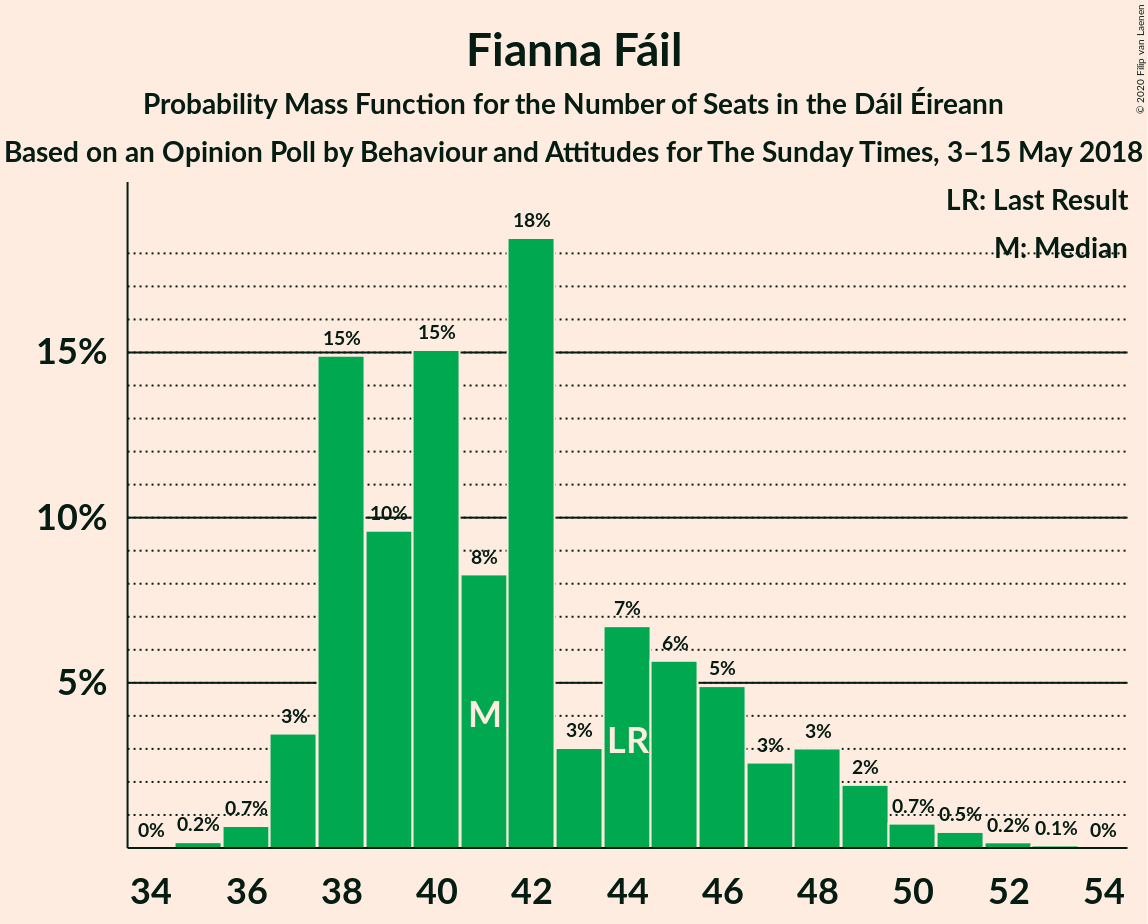 Fianna Fáil
Probability Mass Function for the Number of Seats in the Dáil Éireann
Based on an Opinion Poll by Behaviour and Attitudes for The Sunday Times, 3–15 May 2018
© 2020 Filip van Laenen
LR: Last Result
M: Median
15%
10%
5%
0%
0.2%
0.7%
3%
15%
10%
15%
8%
18%
3%
7%
6%
5%
3%
3%
2%
0.7%
0.5%
0.2%
0.1%
0%
M
LR
34 36 38 40 42 44 46 48 50 52 54